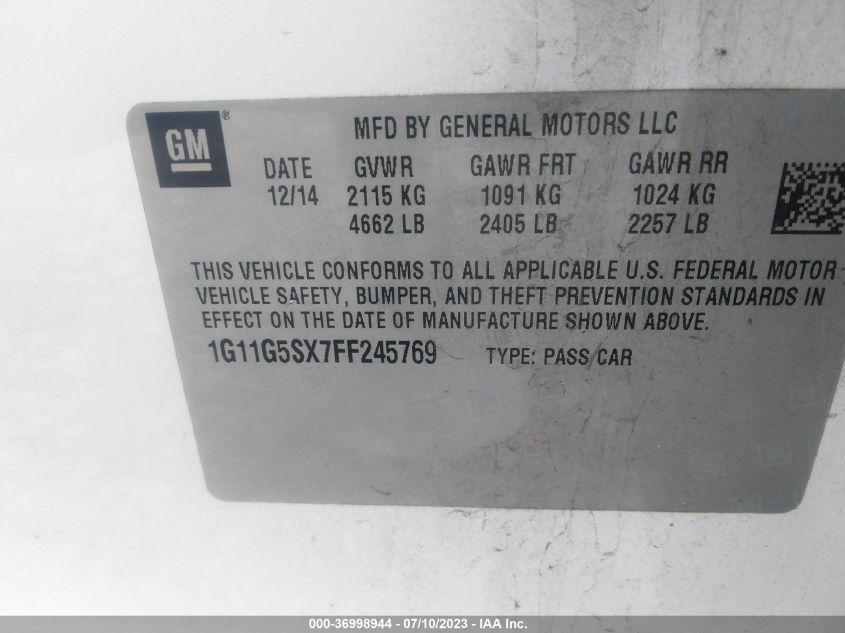 GM ®
MFD BY GENERAL MOTORS LLC
DATE GVWR GAWR FRT GAWR RR
12/14 2115 KG 1091 KG 1024 KG
4662 LB 2405 LB 2257 LB
THIS VEHICLE CONFORMS TO ALL APPLICABLE U.S. FEDERAL MOTOR
VEHICLE SAFETY, BUMPER, AND THEFT PREVENTION STANDARDS IN
EFFECT ON THE DATE OF MANUFACTURE SHOWN ABOVE.
1G11G5SX7FF245769 TYPE: PASS CAR
000-36998944 - 07/10/2023 - IAAI.COM